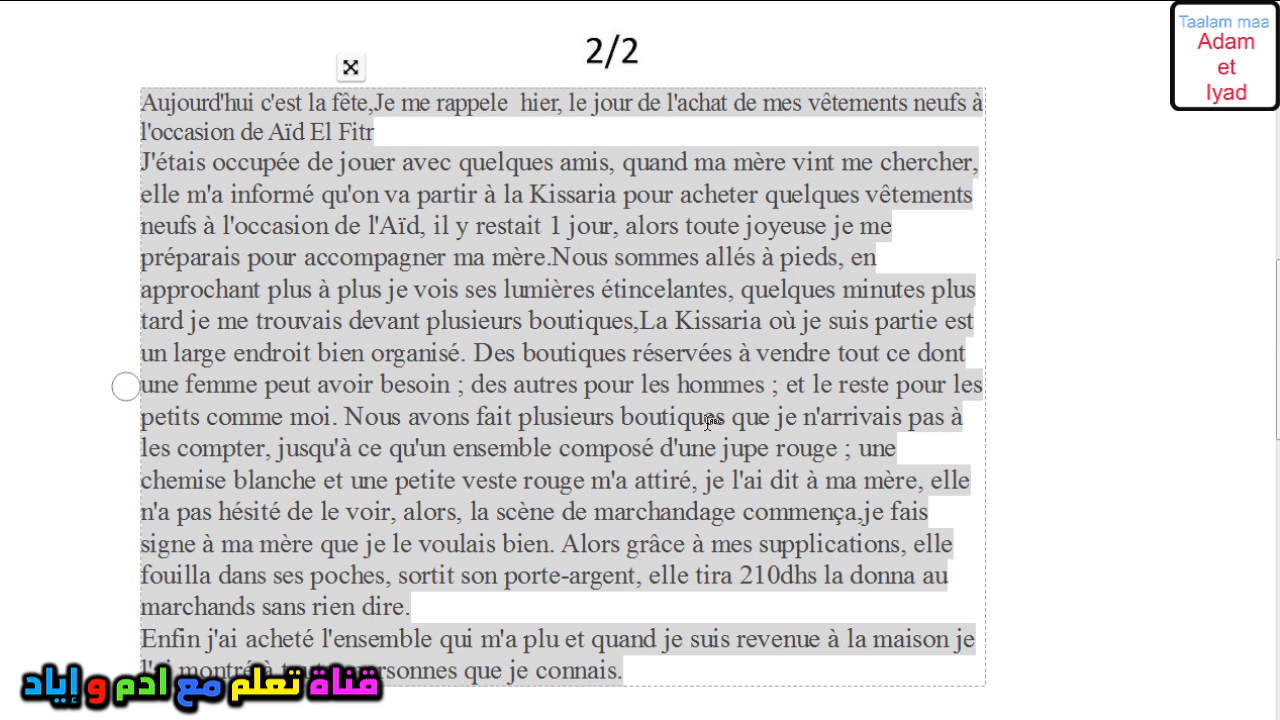 Taalam maa
Adam
et
Iyad
2/2
Aujourd'hui c'est la fête,Je me rappele  hier, le jour de l'achat de mes vêtements neufs à
l'occasion de Aïd El Fitr
J'étais occupée de jouer avec quelques amis, quand ma mère vint me chercher,
elle m'a informé qu'on va partir à la Kissaria pour acheter quelques vêtements
neufs à l'occasion de l'Aïd, il y restait 1 jour, alors toute joyeuse je me
préparais pour accompagner ma mère.Nous sommes allés à pieds, en
approchant plus à plus je vois ses lumières étincelantes, quelques minutes plus
tard je me trouvais devant plusieurs boutiques,La Kissaria où je suis partie est
un large endroit bien organisé. Des boutiques réservées à vendre tout ce dont
une femme peut avoir besoin ; des autres pour les hommes ; et le reste pour les
petits comme moi. Nous avons fait plusieurs boutiques que je n'arrivais pas à
les compter, jusqu'à ce qu'un ensemble composé d'une jupe rouge ; une
chemise blanche et une petite veste rouge m'a attiré, je l'ai dit à ma mère, elle
n'a pas hésité de le voir, alors, la scène de marchandage commença,je fais
signe à ma mère que je le voulais bien. Alors grâce à mes supplications, elle
fouilla dans ses poches, sortit son porte-argent, elle tira 210dhs la donna au
marchands sans rien dire.
Enfin j'ai acheté l'ensemble qui m'a plu et quand je suis revenue à la maison je
montré à personnes que je connais.
قناة تعلم مع ادم و إياد